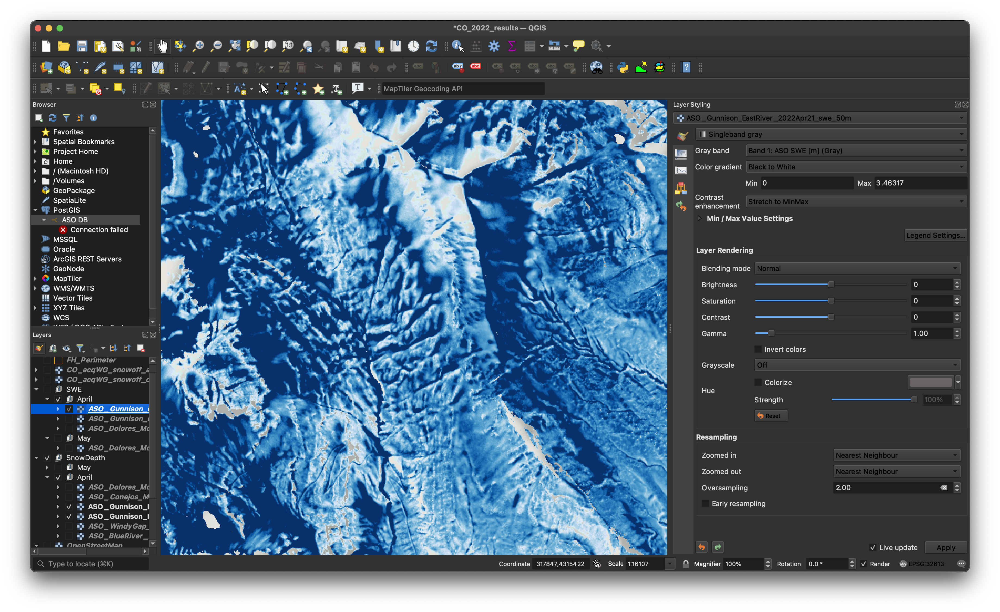 *CO_2022_results — QGIS
MapTiler Geocoding API
Browser
Favorites
Spatial Bookmarks
Project Home
Home
/ (Macintosh HD)
/Volumes
GeoPackage
SpatiaLite
PostGIS
ASO DB
Connection failed
MSSQL
Oracle
ArcGIS REST Servers
GeoNode
MapTiler
WMS/WMTS
Vector Tiles
XYZ Tiles
WCS
Layers
FH_Perimeter
CO_acqWG_snowoff_a
CO_acqWG_snowoff_c
SWE
April
ASO_Gunnison_
ASO_Gunnison_
ASO_Dolores_Mc
May
ASO_Dolores_Mc
SnowDepth
May
April
ASO_Dolores_Mc
ASO_Conejos_M
ASO_Gunnison_
ASO_Gunnison_
ASO_WindyGap_
ASO_BlueRiver_
OpenStreetMap
Type to locate (⌘K)
Layer Styling
ASO_Gunnison_EastRiver_2022Apr21_swe_50m
Singleband gray
Gray band Band 1: ASO SWE [m] (Gray)
Color gradient Black to White
Min 0 Max 3.46317
Contrast enhancement Stretch to MinMax
Min / Max Value Settings
Legend Settings...
Layer Rendering
Blending mode Normal
Brightness 0
Saturation 0
Contrast 0
Gamma 1.00
Invert colors
Grayscale Off
Hue Colorize
Strength 100%
Reset
Resampling
Zoomed in Nearest Neighbour
Zoomed out Nearest Neighbour
Oversampling 2.00
Early resampling
Live update Apply
Coordinate 317847,4315422 Scale 1:16107 Magnifier 100% Rotation 0.0 ° Render EPSG:32613